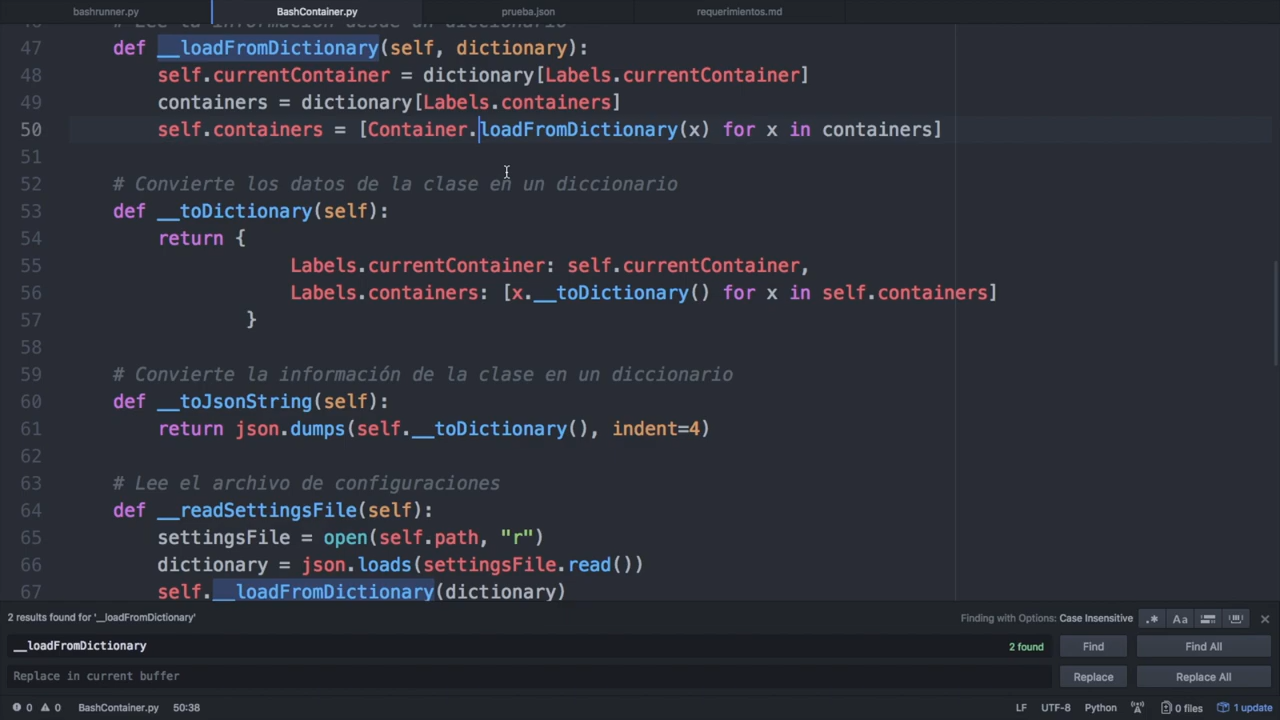 bashrunner.py BashContainer.py prueba.json requerimientos.md
# Lee la información desde un diccionario
47 def __loadFromDictionary(self, dictionary):
48 self.currentContainer = dictionary[Labels.currentContainer]
49 containers = dictionary[Labels.containers]
50 self.containers = [Container.loadFromDictionary(x) for x in containers]
51
52 # Convierte los datos de la clase en un diccionario
53 def __toDictionary(self):
54 return {
55 Labels.currentContainer: self.currentContainer,
56 Labels.containers: [x.__toDictionary() for x in self.containers]
57 }
58
59 # Convierte la información de la clase en un diccionario
60 def __toJsonString(self):
61 return json.dumps(self.__toDictionary(), indent=4)
62
63 # Lee el archivo de configuraciones
64 def __readSettingsFile(self):
65 settingsFile = open(self.path, "r")
66 dictionary = json.loads(settingsFile.read())
67 self.__loadFromDictionary(dictionary)
2 results found for '__loadFromDictionary' Finding with Options: Case Insensitive .* Aa
__loadFromDictionary 2 found Find Find All
Replace in current buffer Replace Replace All
0 0 BashContainer.py 50:38 LF UTF-8 Python 0 files 1 update